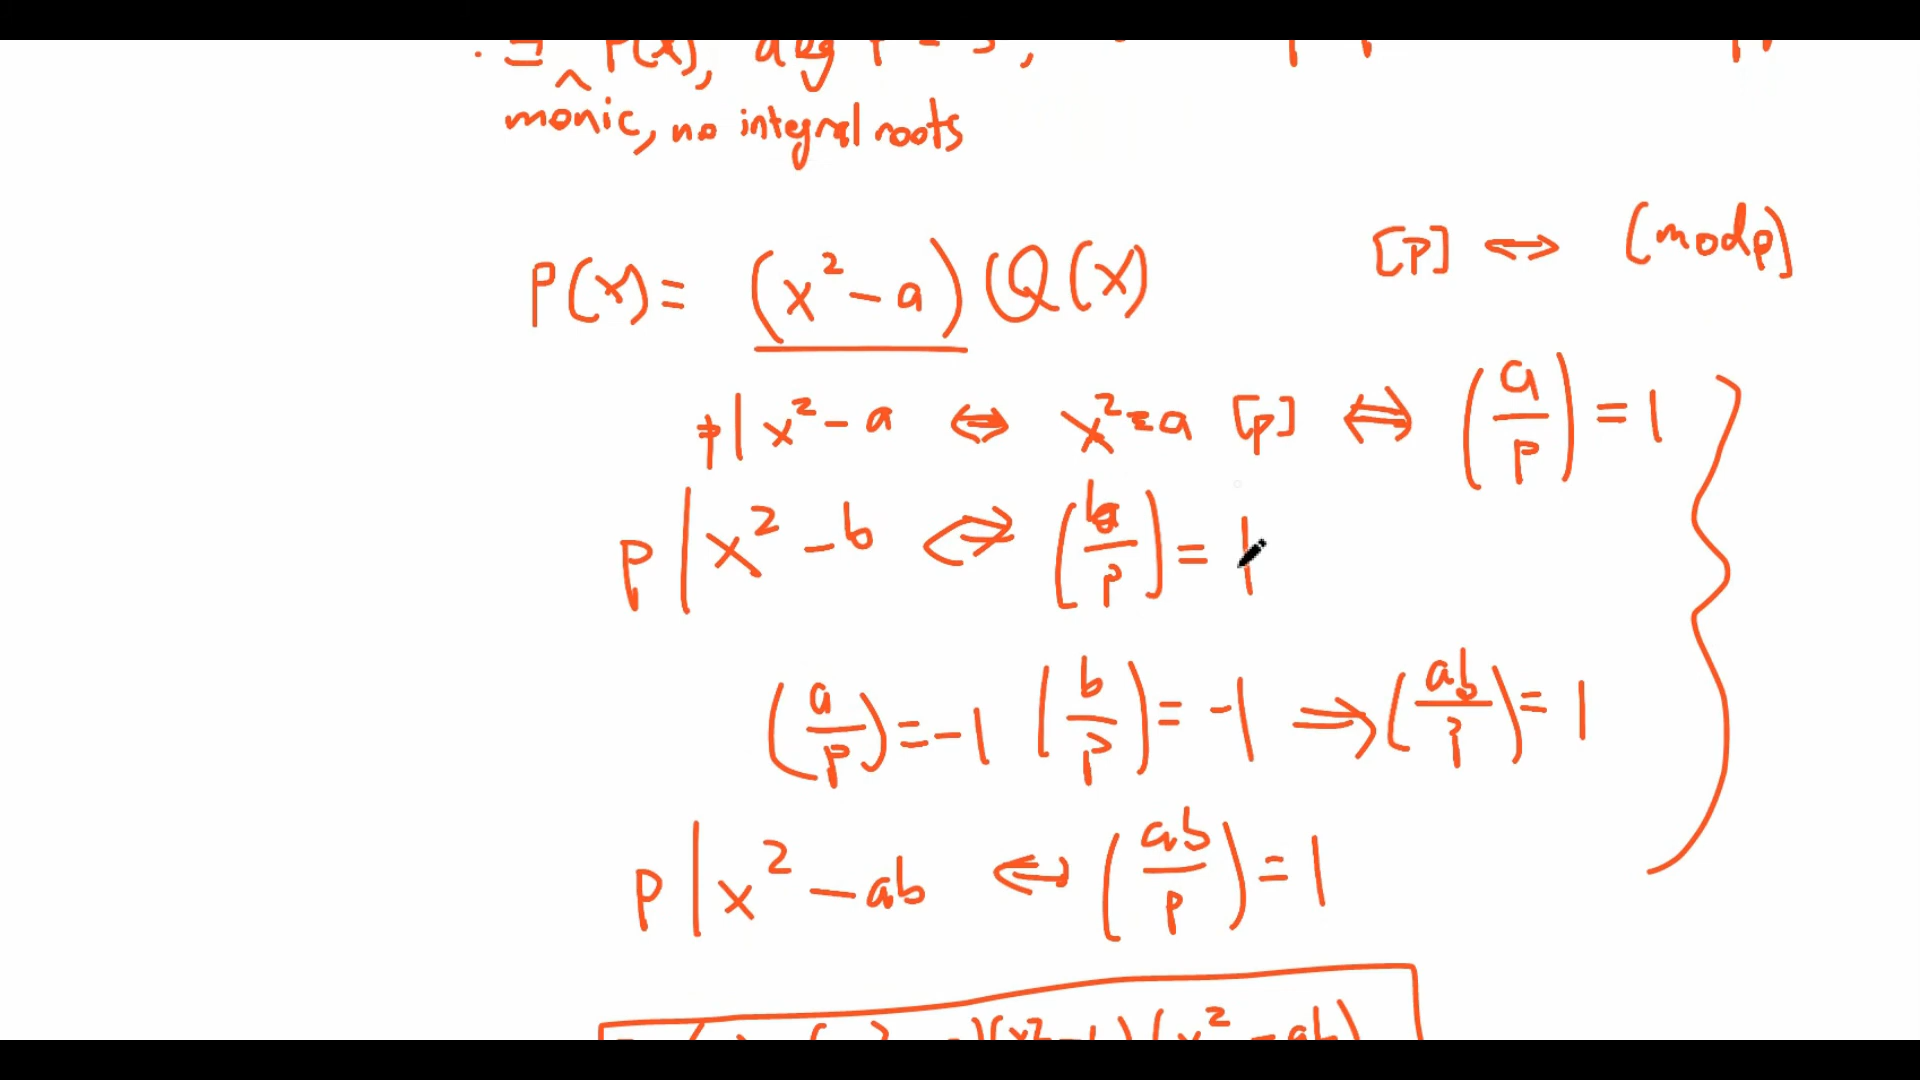 monic, no integral roots
P(x) = (x² - a) Q(x)    [p] ⟺ (mod p)
p | x² - a ⟺ x² ≡ a [p] ⟺ (a/p) = 1
p | x² - b ⟺ (b/p) = 1
(a/p) = -1 (b/p) = -1 ⟹ (ab/p) = 1
p | x² - ab ⟺ (ab/p) = 1